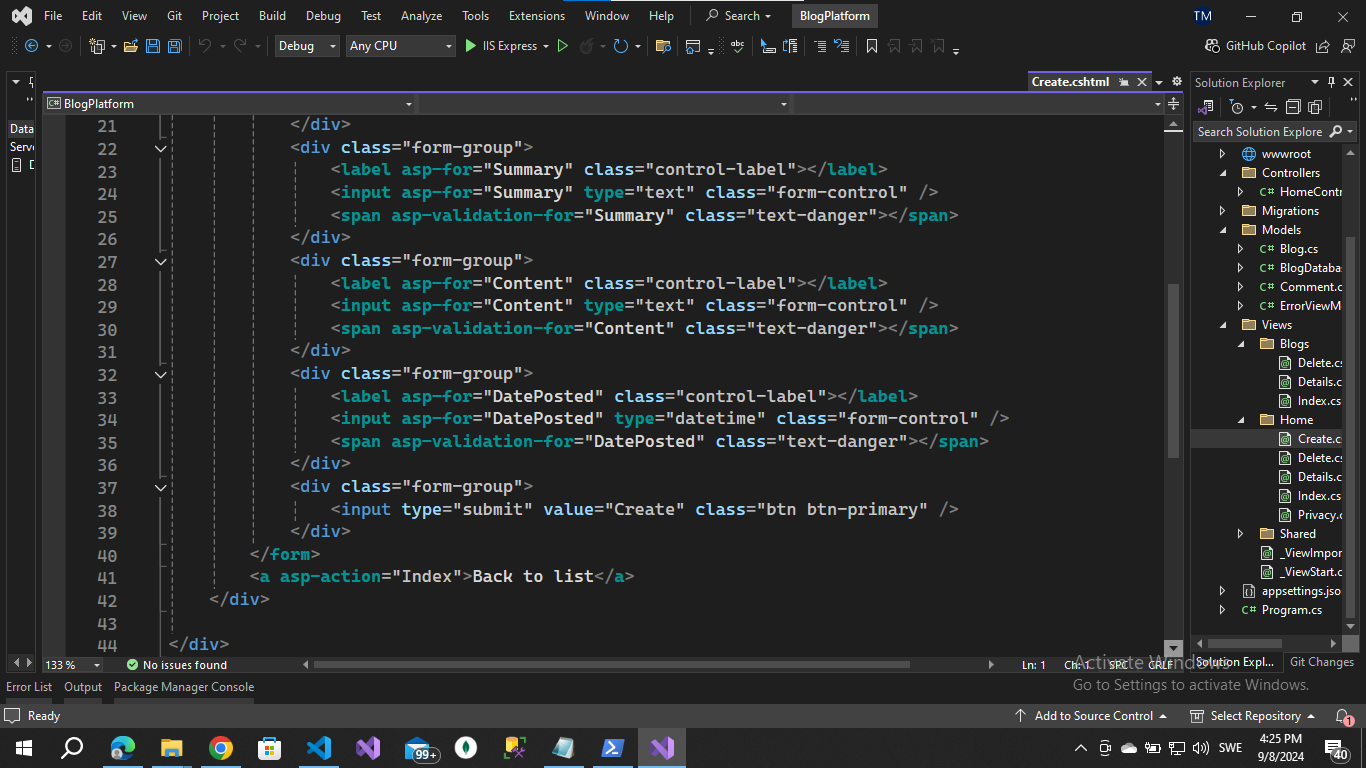 File Edit View Git Project Build Debug Test Analyze Tools Extensions Window Help Search BlogPlatform TM
Debug Any CPU IIS Express GitHub Copilot
Create.cshtml
Solution Explorer
C# BlogPlatform
Data
Serv
Search Solution Explore
21 </div>
22 <div class="form-group">
23 <label asp-for="Summary" class="control-label"></label>
24 <input asp-for="Summary" type="text" class="form-control" />
25 <span asp-validation-for="Summary" class="text-danger"></span>
26 </div>
27 <div class="form-group">
28 <label asp-for="Content" class="control-label"></label>
29 <input asp-for="Content" type="text" class="form-control" />
30 <span asp-validation-for="Content" class="text-danger"></span>
31 </div>
32 <div class="form-group">
33 <label asp-for="DatePosted" class="control-label"></label>
34 <input asp-for="DatePosted" type="datetime" class="form-control" />
35 <span asp-validation-for="DatePosted" class="text-danger"></span>
36 </div>
37 <div class="form-group">
38 <input type="submit" value="Create" class="btn btn-primary" />
39 </div>
40 </form>
41 <a asp-action="Index">Back to list</a>
42 </div>
43
44 </div>
wwwroot
Controllers
C# HomeContr
Migrations
Models
C# Blog.cs
C# BlogDataba
C# Comment.c
C# ErrorViewM
Views
Blogs
Delete.cs
Details.c
Index.cs
Home
Create.c
Delete.cs
Details.c
Index.cs
Privacy.c
Shared
_ViewImpor
_ViewStart.c
appsettings.jso
C# Program.cs
133 % No issues found Ln: 1 Ch: 1 SPC CRLF
Solution Expl... Git Changes
Activate Windows
Go to Settings to activate Windows.
Error List Output Package Manager Console
Ready Add to Source Control Select Repository 1
99+ SWE
4:25 PM
9/8/2024
40